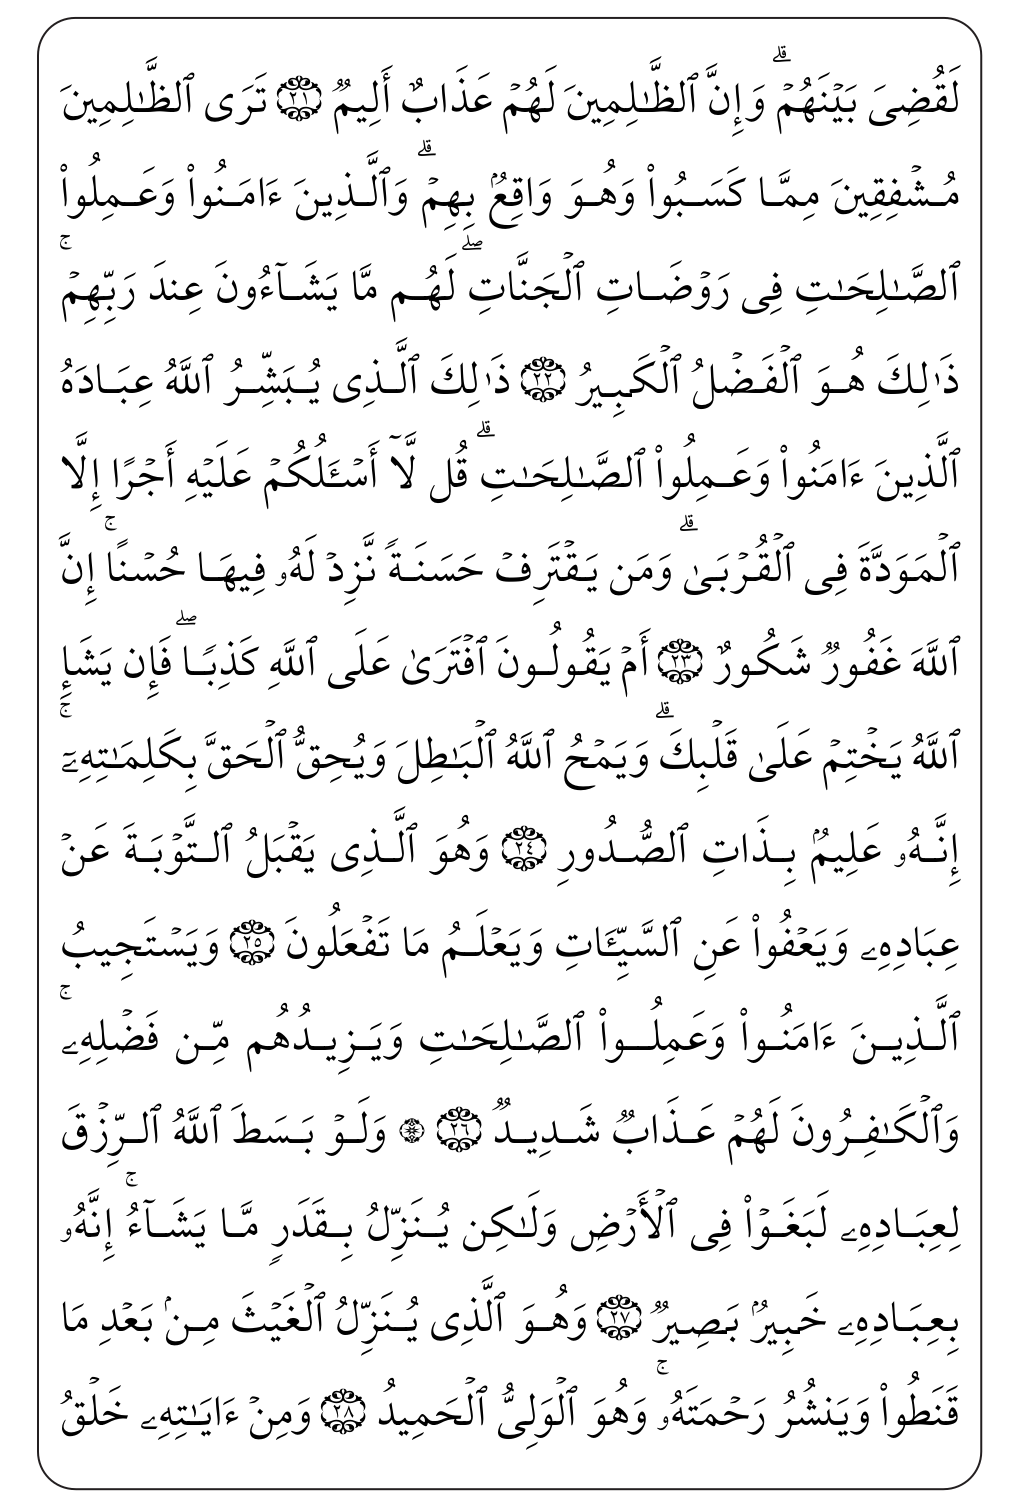 لَقُضِيَ بَيۡنَهُمۡۗ وَإِنَّ ٱلظَّٰلِمِينَ لَهُمۡ عَذَابٌ أَلِيمٌ ٢١ تَرَى ٱلظَّٰلِمِينَ
مُشۡفِقِينَ مِمَّا كَسَبُواْ وَهُوَ وَاقِعُۢ بِهِمۡۗ وَٱلَّذِينَ ءَامَنُواْ وَعَمِلُواْ
ٱلصَّٰلِحَٰتِ فِي رَوۡضَاتِ ٱلۡجَنَّاتِۖ لَهُم مَّا يَشَآءُونَ عِندَ رَبِّهِمۡۚ
ذَٰلِكَ هُوَ ٱلۡفَضۡلُ ٱلۡكَبِيرُ ٢٢ ذَٰلِكَ ٱلَّذِي يُبَشِّرُ ٱللَّهُ عِبَادَهُ
ٱلَّذِينَ ءَامَنُواْ وَعَمِلُواْ ٱلصَّٰلِحَٰتِۗ قُل لَّآ أَسۡـَٔلُكُمۡ عَلَيۡهِ أَجۡرًا إِلَّا
ٱلۡمَوَدَّةَ فِي ٱلۡقُرۡبَىٰۗ وَمَن يَقۡتَرِفۡ حَسَنَةٗ نَّزِدۡ لَهُۥ فِيهَا حُسۡنًاۚ إِنَّ
ٱللَّهَ غَفُورٞ شَكُورٌ ٢٣ أَمۡ يَقُولُونَ ٱفۡتَرَىٰ عَلَى ٱللَّهِ كَذِبٗاۖ فَإِن يَشَإِ
ٱللَّهُ يَخۡتِمۡ عَلَىٰ قَلۡبِكَۗ وَيَمۡحُ ٱللَّهُ ٱلۡبَٰطِلَ وَيُحِقُّ ٱلۡحَقَّ بِكَلِمَٰتِهِۦٓۚ
إِنَّهُۥ عَلِيمُۢ بِذَاتِ ٱلصُّدُورِ ٢٤ وَهُوَ ٱلَّذِي يَقۡبَلُ ٱلتَّوۡبَةَ عَنۡ
عِبَادِهِۦ وَيَعۡفُواْ عَنِ ٱلسَّيِّـَٔاتِ وَيَعۡلَمُ مَا تَفۡعَلُونَ ٢٥ وَيَسۡتَجِيبُ
ٱلَّذِينَ ءَامَنُواْ وَعَمِلُواْ ٱلصَّٰلِحَٰتِ وَيَزِيدُهُم مِّن فَضۡلِهِۦۚ
وَٱلۡكَٰفِرُونَ لَهُمۡ عَذَابٞ شَدِيدٞ ٢٦ ۞ وَلَوۡ بَسَطَ ٱللَّهُ ٱلرِّزۡقَ
لِعِبَادِهِۦ لَبَغَوۡاْ فِي ٱلۡأَرۡضِ وَلَٰكِن يُنَزِّلُ بِقَدَرٖ مَّا يَشَآءُۚ إِنَّهُۥ
بِعِبَادِهِۦ خَبِيرُۢ بَصِيرٞ ٢٧ وَهُوَ ٱلَّذِي يُنَزِّلُ ٱلۡغَيۡثَ مِنۢ بَعۡدِ مَا
قَنَطُواْ وَيَنشُرُ رَحۡمَتَهُۥۚ وَهُوَ ٱلۡوَلِيُّ ٱلۡحَمِيدُ ٢٨ وَمِنۡ ءَايَٰتِهِۦ خَلۡقُ